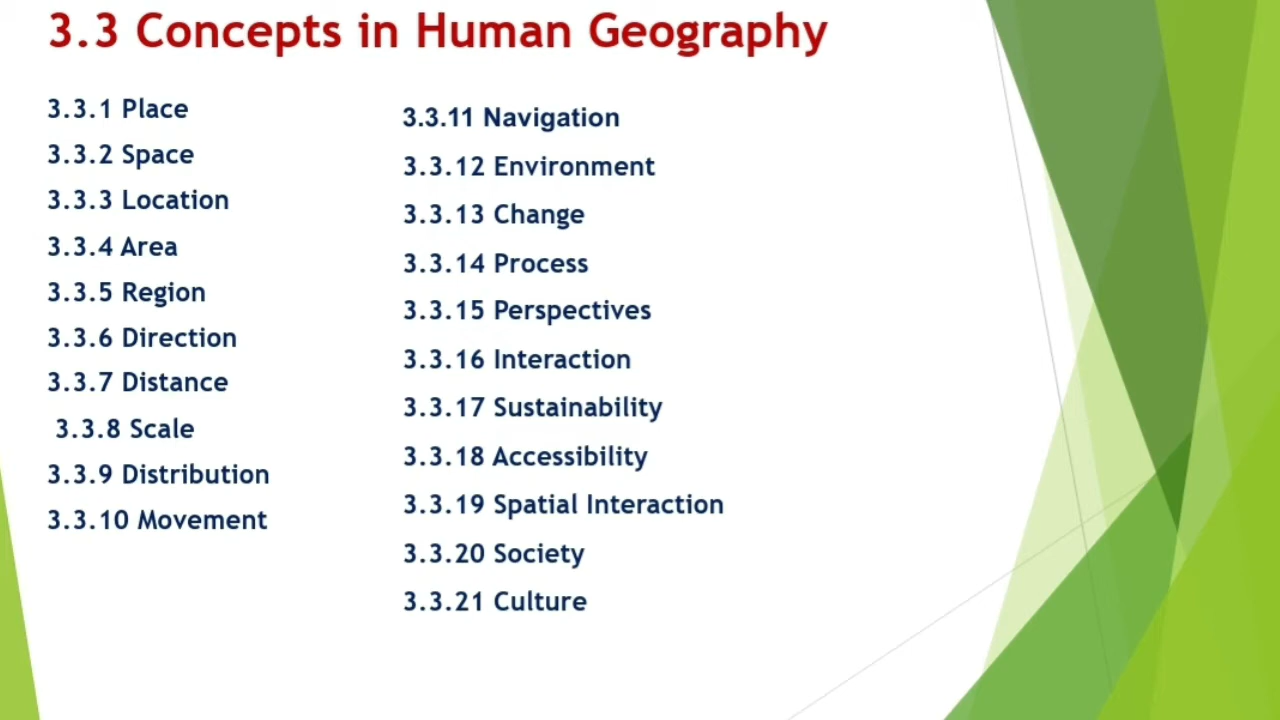 3.3 Concepts in Human Geography
3.3.1 Place
3.3.2 Space
3.3.3 Location
3.3.4 Area
3.3.5 Region
3.3.6 Direction
3.3.7 Distance
3.3.8 Scale
3.3.9 Distribution
3.3.10 Movement
3.3.11 Navigation
3.3.12 Environment
3.3.13 Change
3.3.14 Process
3.3.15 Perspectives
3.3.16 Interaction
3.3.17 Sustainability
3.3.18 Accessibility
3.3.19 Spatial Interaction
3.3.20 Society
3.3.21 Culture